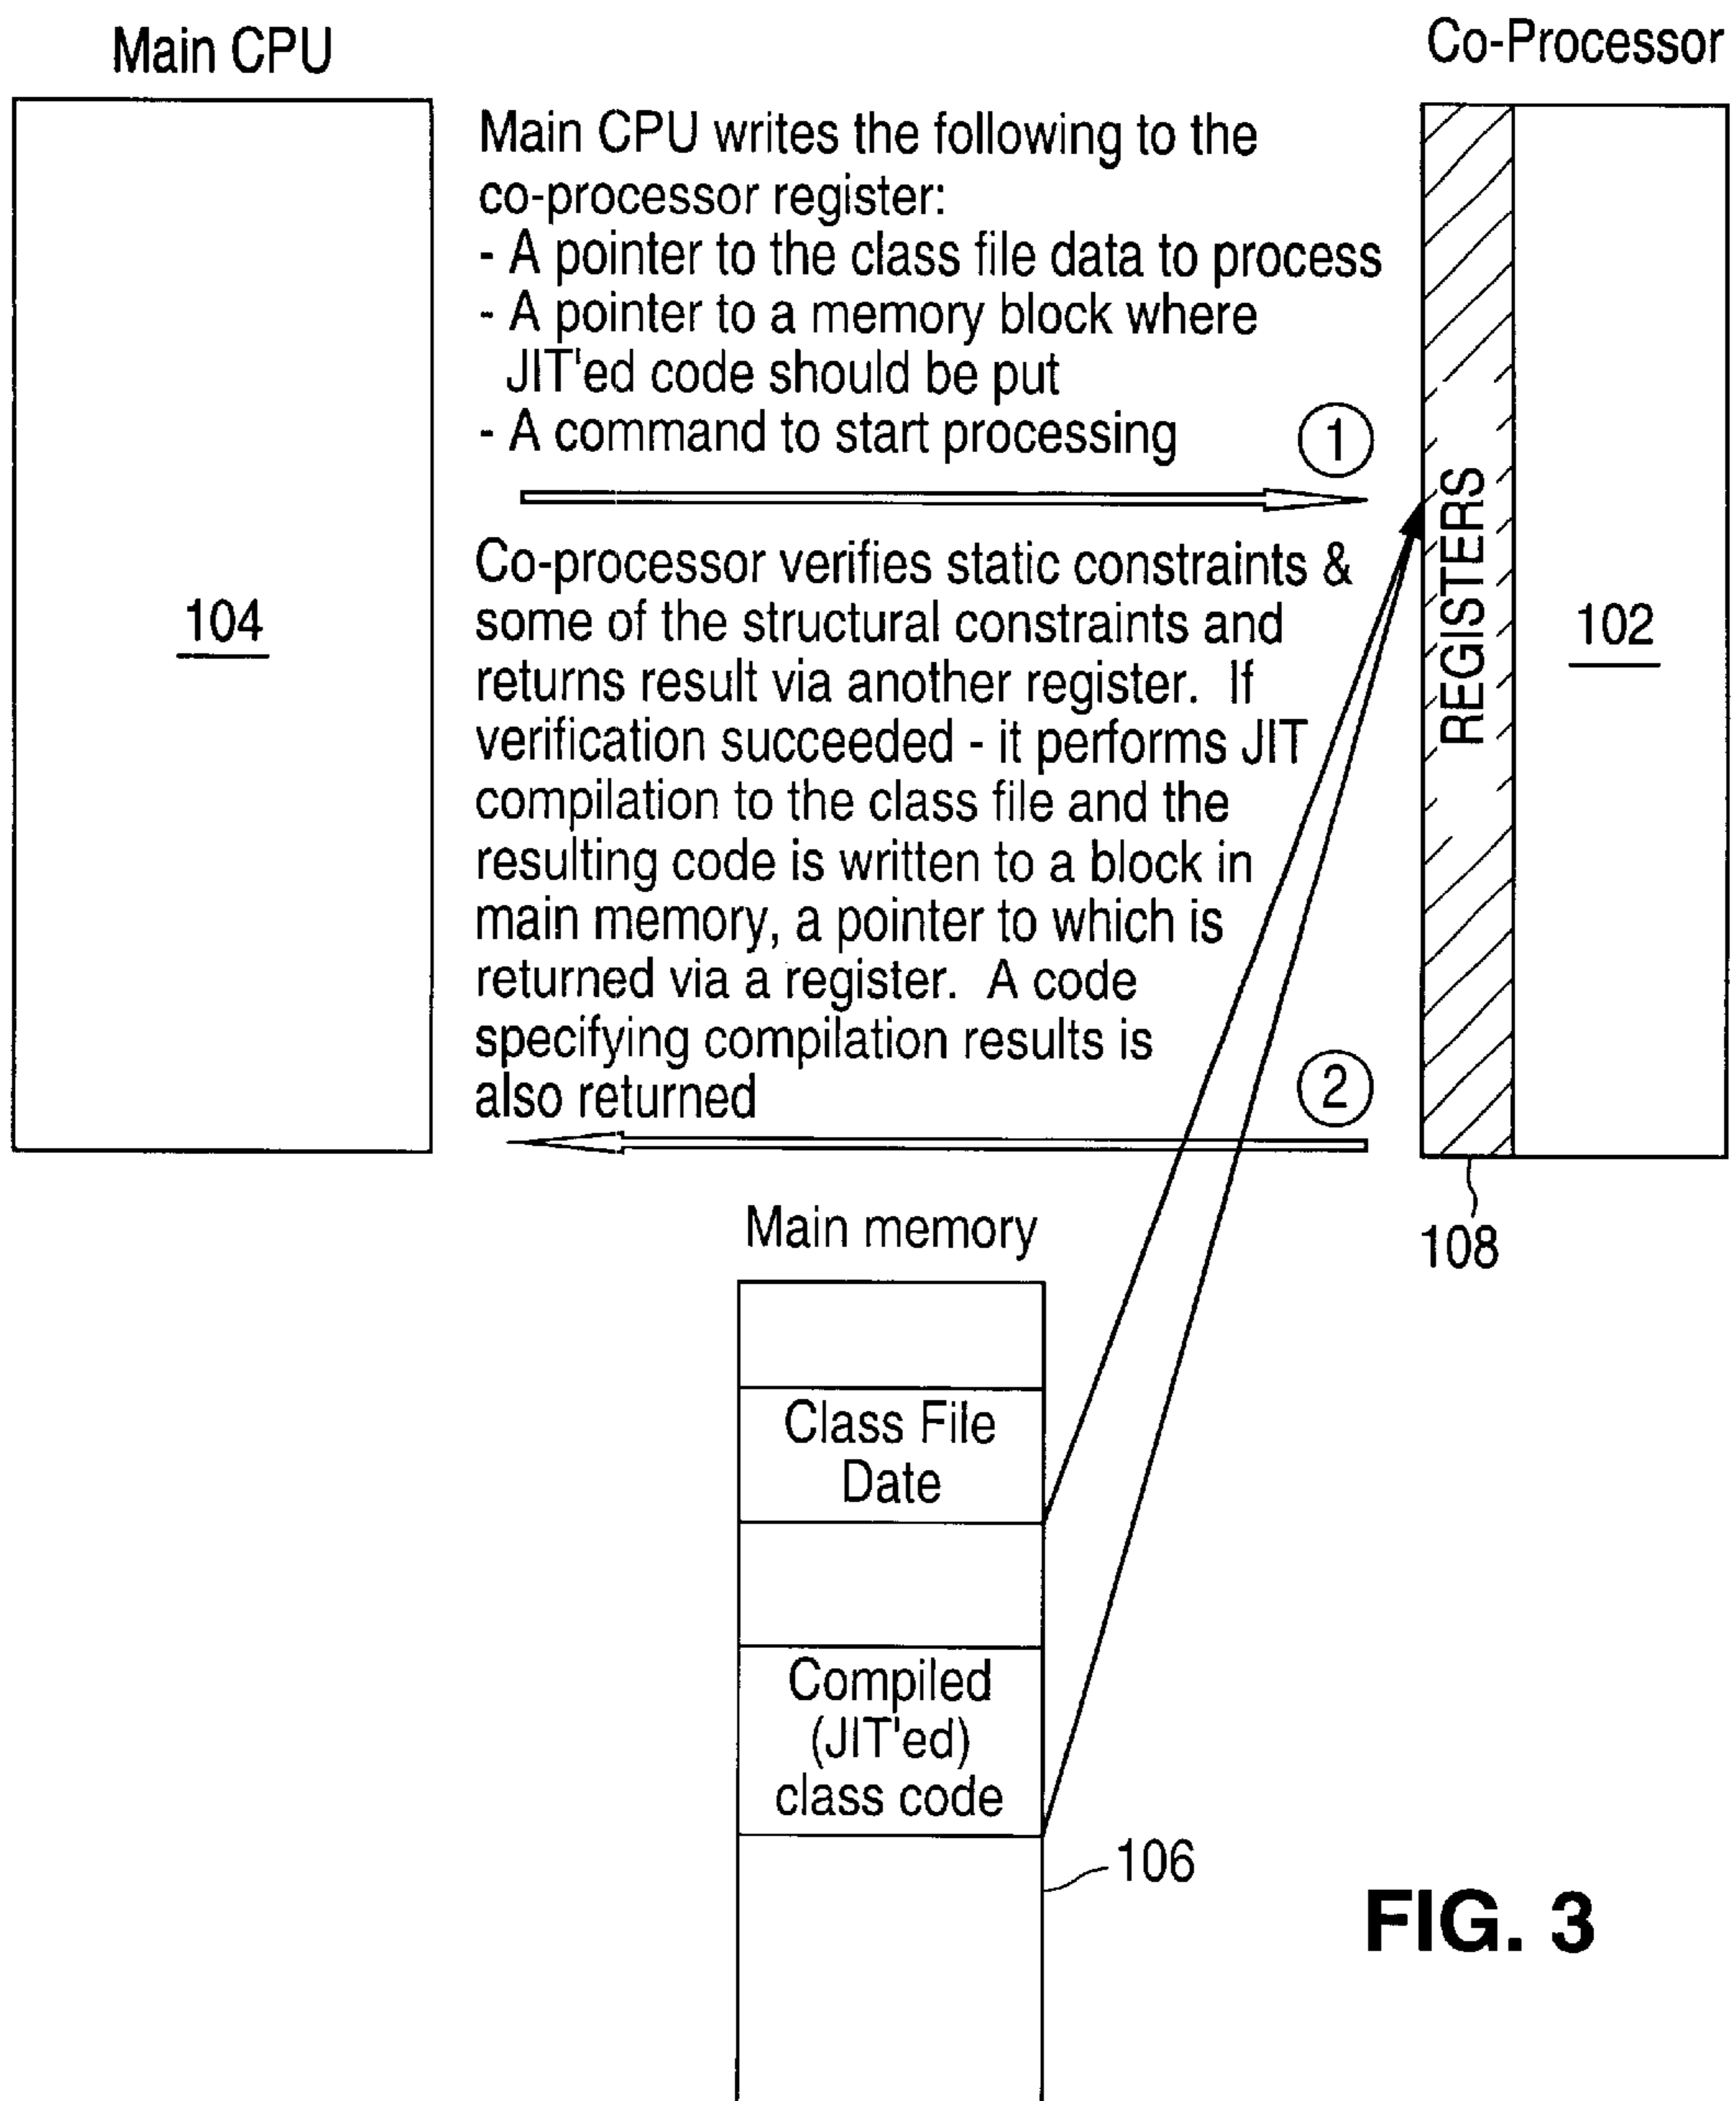 Main CPU
Co-Processor
Main CPU writes the following to the
co-processor register:
- A pointer to the class file data to process
- A pointer to a memory block where
JIT'ed code should be put
- A command to start processing
1
104
REGISTERS
102
Co-processor verifies static constraints &
some of the structural constraints and
returns result via another register. If
verification succeeded - it performs JIT
compilation to the class file and the
resulting code is written to a block in
main memory, a pointer to which is
returned via a register. A code
specifying compilation results is
also returned
2
108
Main memory
Class File
Date
Compiled
(JIT'ed)
class code
106
FIG. 3